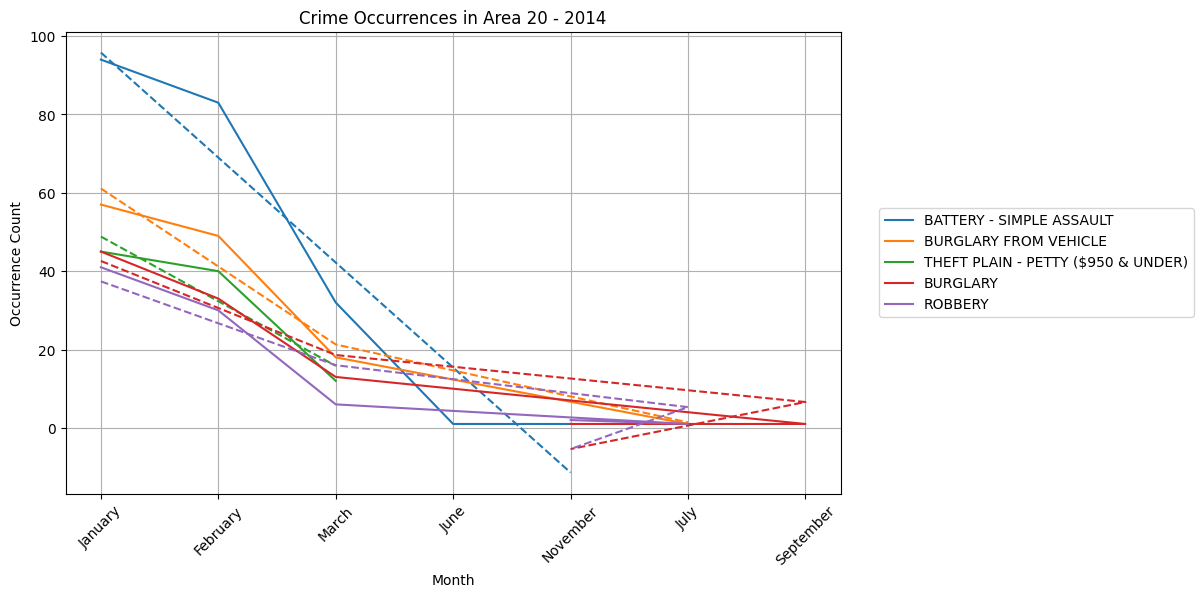 Crime Occurrences in Area 20 - 2014
100
80
60
40
20
0
Occurrence Count
January
February
March
June
November
July
September
Month
BATTERY - SIMPLE ASSAULT
BURGLARY FROM VEHICLE
THEFT PLAIN - PETTY ($950 & UNDER)
BURGLARY
ROBBERY